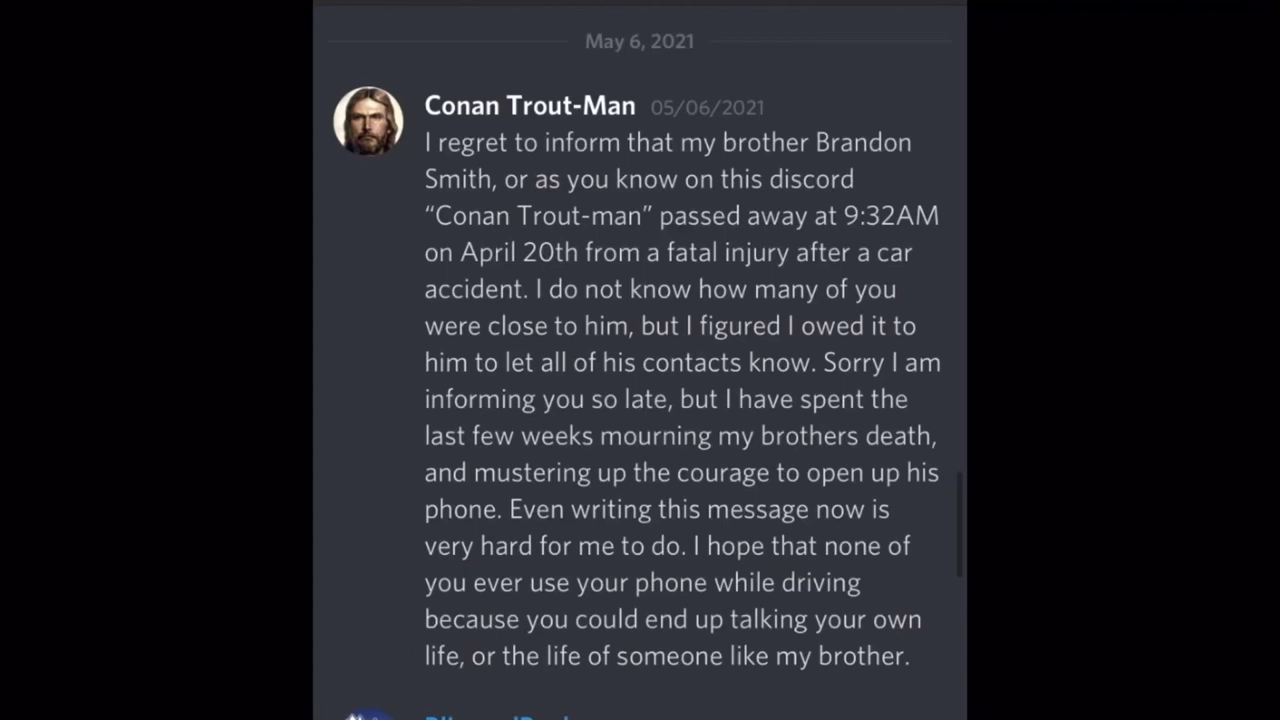 May 6, 2021
Conan Trout-Man 05/06/2021
I regret to inform that my brother Brandon
Smith, or as you know on this discord
“Conan Trout-man” passed away at 9:32AM
on April 20th from a fatal injury after a car
accident. I do not know how many of you
were close to him, but I figured I owed it to
him to let all of his contacts know. Sorry I am
informing you so late, but I have spent the
last few weeks mourning my brothers death,
and mustering up the courage to open up his
phone. Even writing this message now is
very hard for me to do. I hope that none of
you ever use your phone while driving
because you could end up talking your own
life, or the life of someone like my brother.